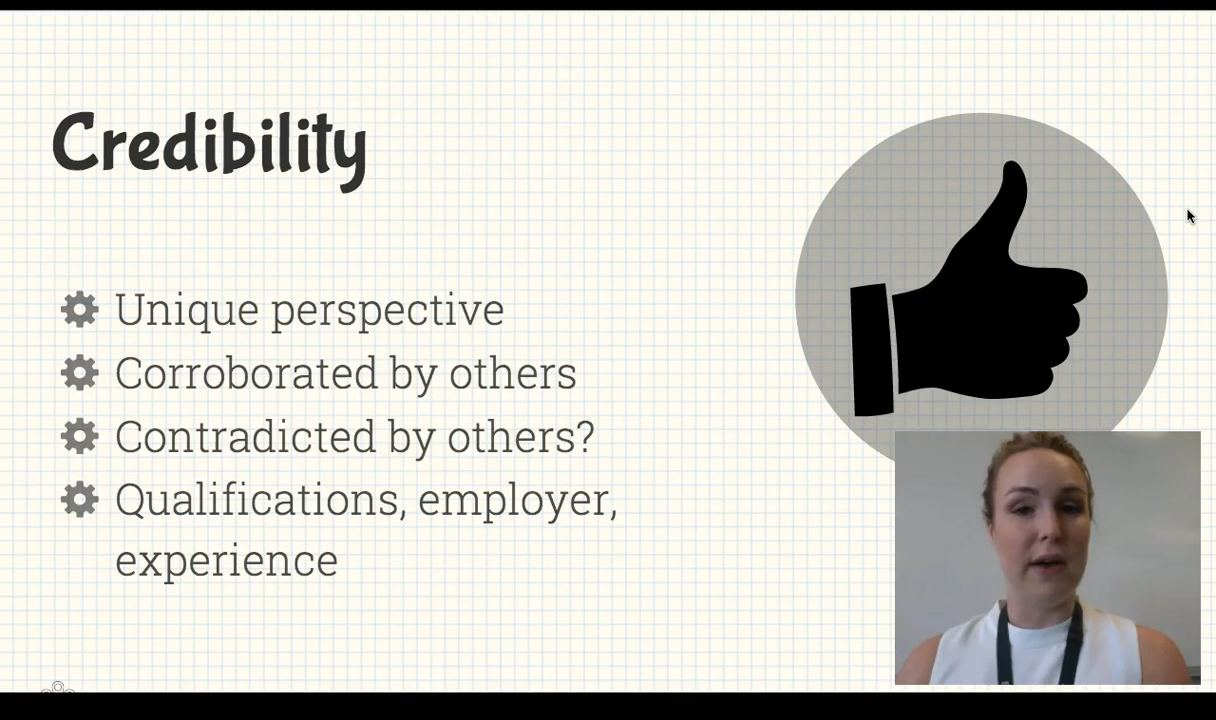 Credibility
Unique perspective
Corroborated by others
Contradicted by others?
Qualifications, employer,
experience